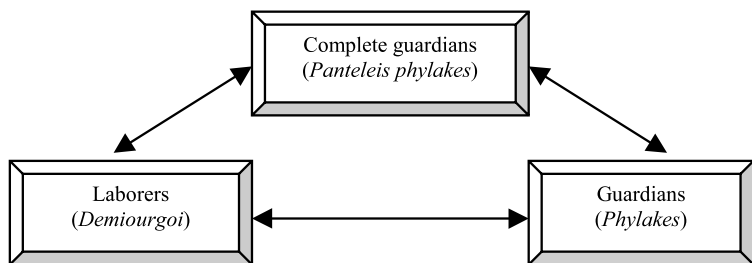 Complete guardians
(Panteleis phylakes)
Laborers
(Demiourgoi)
Guardians
(Phylakes)